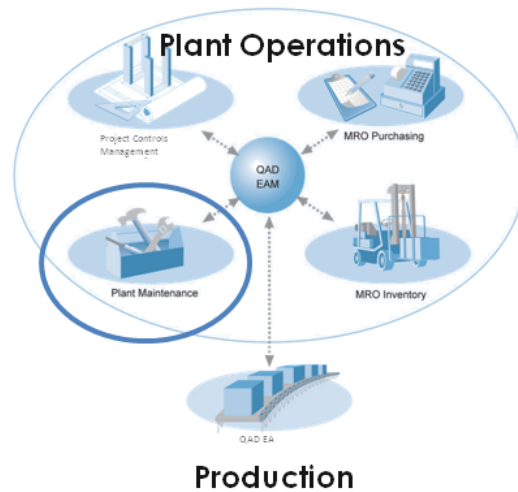 Plant Operations
Project Controls
Management
MRO Purchasing
QAD
EAM
Plant Maintenance
MRO Inventory
QAD EA
Production